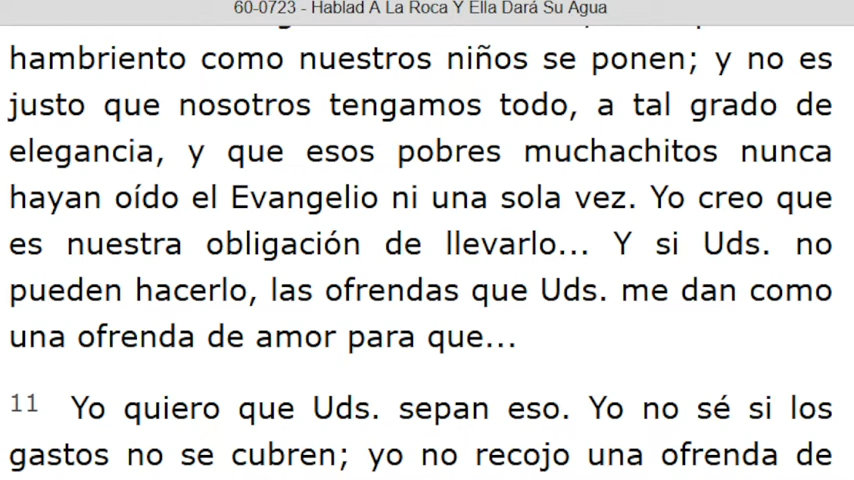 60-0723 - Hablad A La Roca Y Ella Dará Su Agua
hambriento como nuestros niños se ponen; y no es
justo que nosotros tengamos todo, a tal grado de
elegancia, y que esos pobres muchachitos nunca
hayan oído el Evangelio ni una sola vez. Yo creo que
es nuestra obligación de llevarlo... Y si Uds. no
pueden hacerlo, las ofrendas que Uds. me dan como
una ofrenda de amor para que...
11 Yo quiero que Uds. sepan eso. Yo no sé si los
gastos no se cubren; yo no recojo una ofrenda de